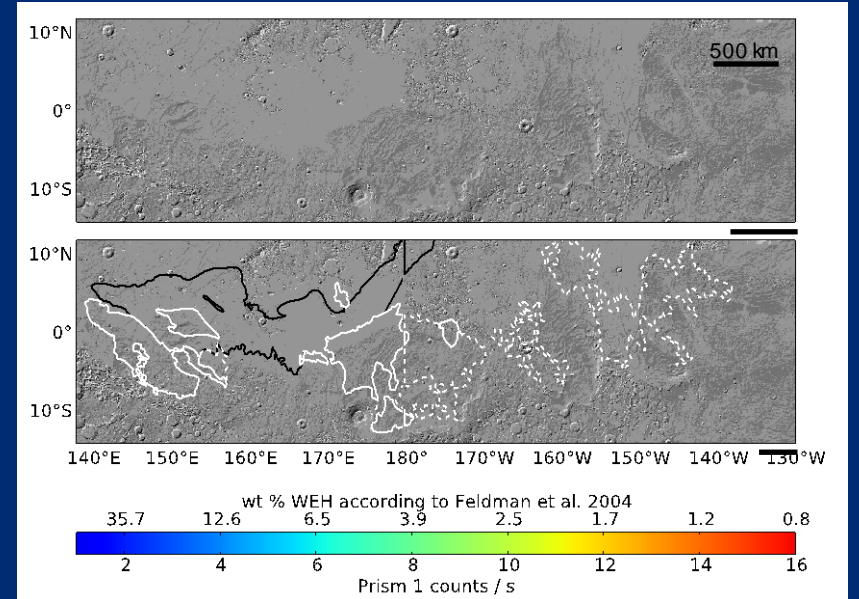 10°N
500 km
0°
10°S
10°N
0°
10°S
140°E 150°E 160°E 170°E 180° 170°W 160°W 150°W 140°W 130°W
wt % WEH according to Feldman et al. 2004
35.7 12.6 6.5 3.9 2.5 1.7 1.2 0.8
2 4 6 8 10 12 14 16
Prism 1 counts / s